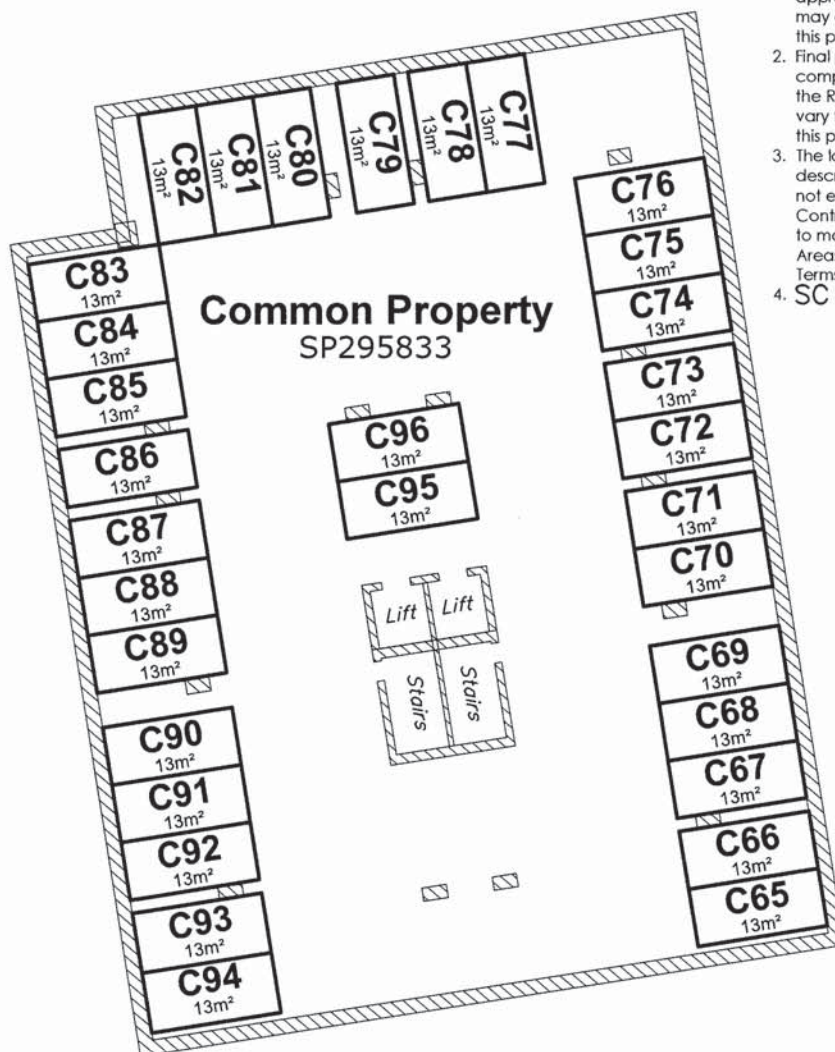 this p
2. Final
comp
the R
vary
this p
3. The lo
descr
not e
Cont
to mo
Area
Term
4. SC
C82
13m²
C81
13m²
C80
13m²
C79
13m²
C78
13m²
C77
13m²
C76
13m²
C75
13m²
C74
13m²
C83
13m²
C84
13m²
C85
13m²
Common Property
SP295833
C73
13m²
C72
13m²
C86
13m²
C96
13m²
C95
13m²
C71
13m²
C70
13m²
C87
13m²
C88
13m²
C89
13m²
Lift
Lift
Stairs
Stairs
C69
13m²
C68
13m²
C67
13m²
C90
13m²
C91
13m²
C92
13m²
C66
13m²
C65
13m²
C93
13m²
C94
13m²